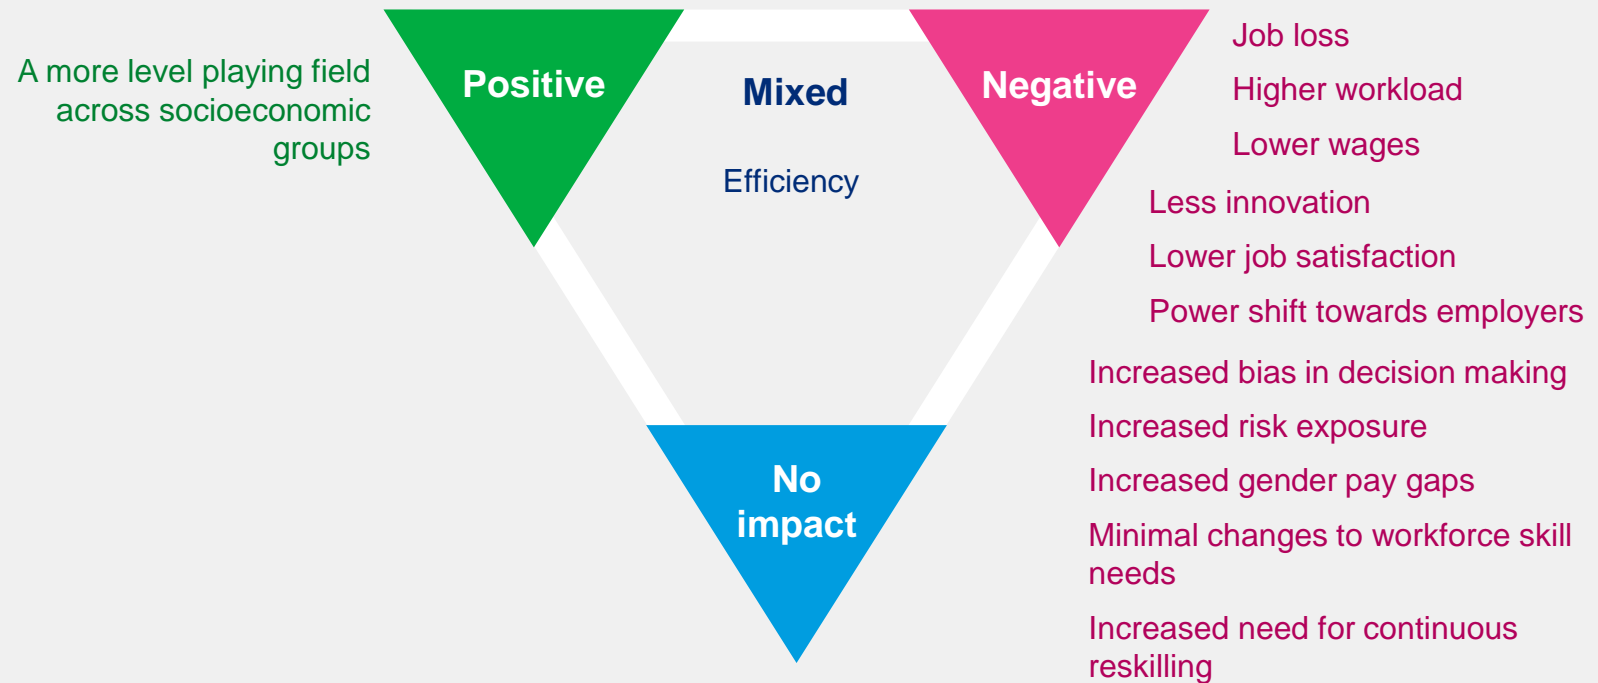 A more level playing field
across socioeconomic
groups
Positive
Mixed
Efficiency
Negative
Job loss
Higher workload
Lower wages
Less innovation
Lower job satisfaction
Power shift towards employers
Increased bias in decision making
Increased risk exposure
Increased gender pay gaps
Minimal changes to workforce skill
needs
Increased need for continuous
reskilling
No
impact